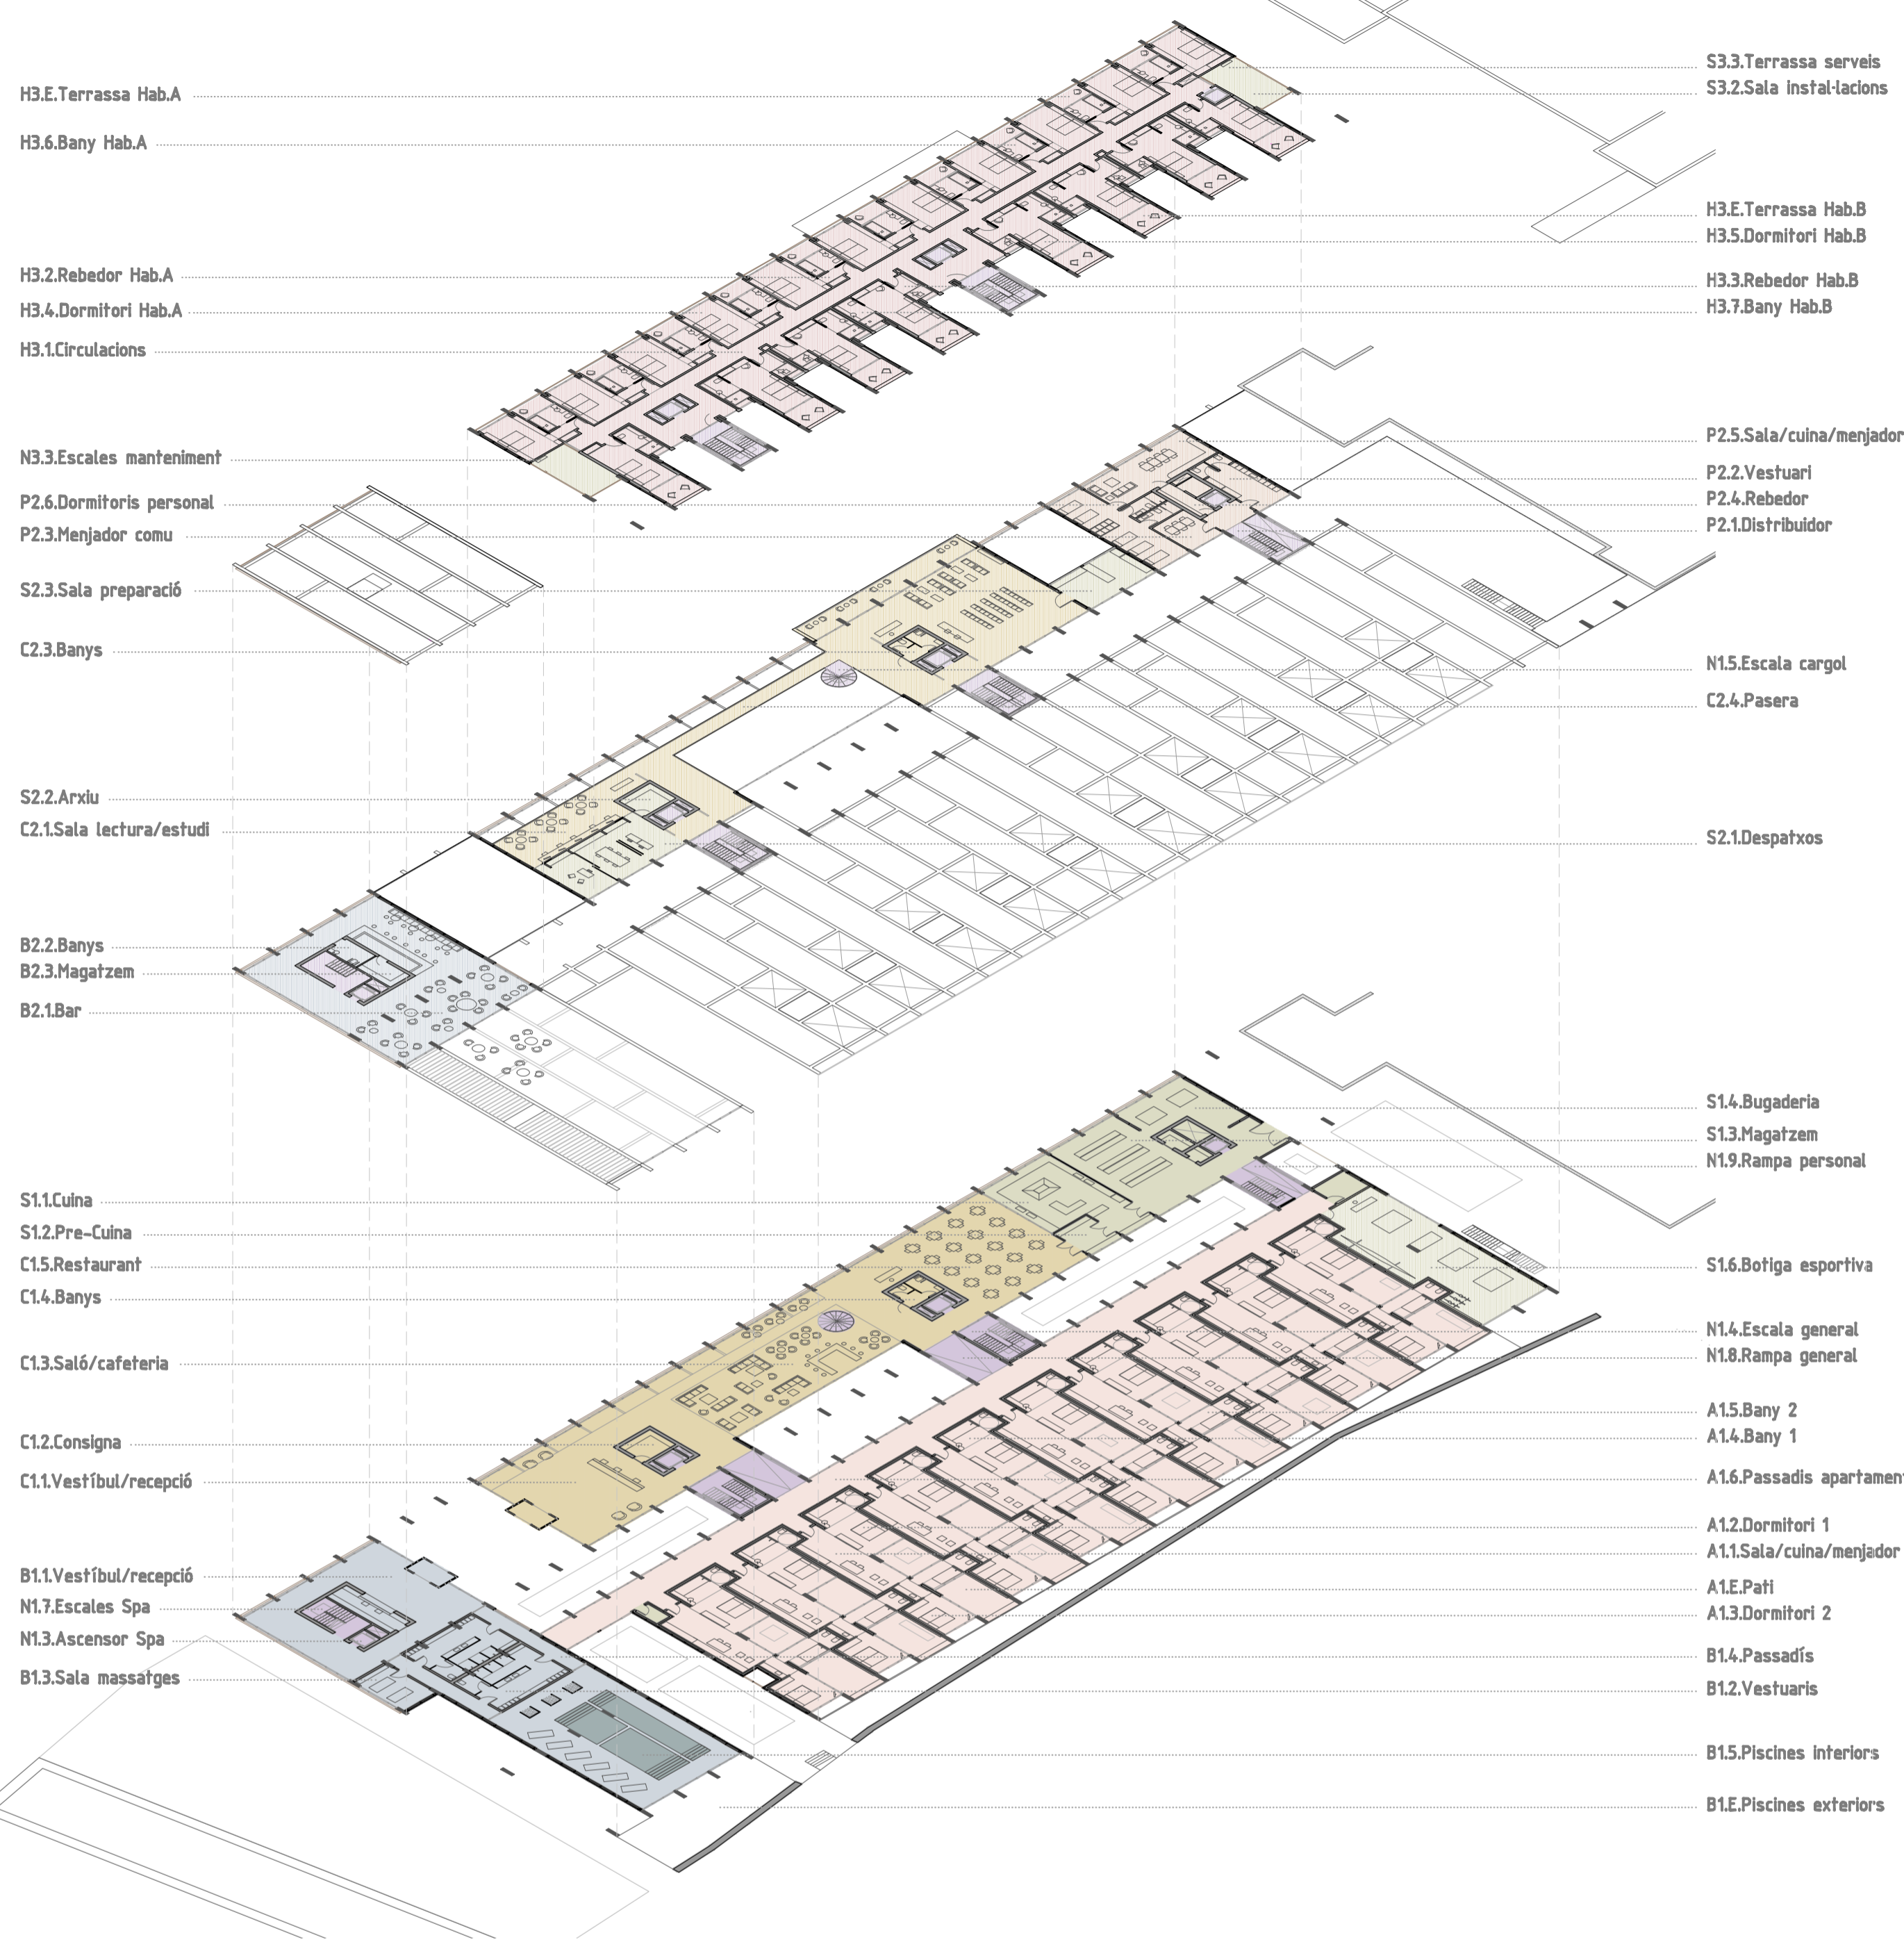 H3.E.Terrassa Hab.A
H3.6.Bany Hab.A
H3.2.Rebedor Hab.A
H3.4.Dormitori Hab.A
H3.1.Circulacions
N3.3.Escales manteniment
P2.6.Dormitoris personal
P2.3.Menjador comu
S2.3.Sala preparació
C2.3.Banys
S2.2.Arxiu
C2.1.Sala lectura/estudi
B2.2.Banys
B2.3.Magatzem
B2.1.Bar
S1.1.Cuina
S1.2.Pre-Cuina
C1.5.Restaurant
C1.4.Banys
C1.3.Saló/cafeteria
C1.2.Consigna
C1.1.Vestíbul/recepció
B1.1.Vestíbul/recepció
N1.7.Escales Spa
N1.3.Ascensor Spa
B1.3.Sala massatges
S3.3.Terrassa serveis
S3.2.Sala instal·lacions
H3.E.Terrassa Hab.B
H3.5.Dormitori Hab.B
H3.3.Rebedor Hab.B
H3.7.Bany Hab.B
P2.5.Sala/cuina/menjador
P2.2.Vestuari
P2.4.Rebedor
P2.1.Distribuidor
N1.5.Escala cargol
C2.4.Pasera
S2.1.Despatxos
S1.4.Bugaderia
S1.3.Magatzem
N1.9.Rampa personal
S1.6.Botiga esportiva
N1.4.Escala general
N1.8.Rampa general
A1.5.Bany 2
A1.4.Bany 1
A1.6.Passadis apartament
A1.2.Dormitori 1
A1.1.Sala/cuina/menjador
A1.E.Pati
A1.3.Dormitori 2
B1.4.Passadís
B1.2.Vestuaris
B1.5.Piscines interiors
B1.E.Piscines exteriors